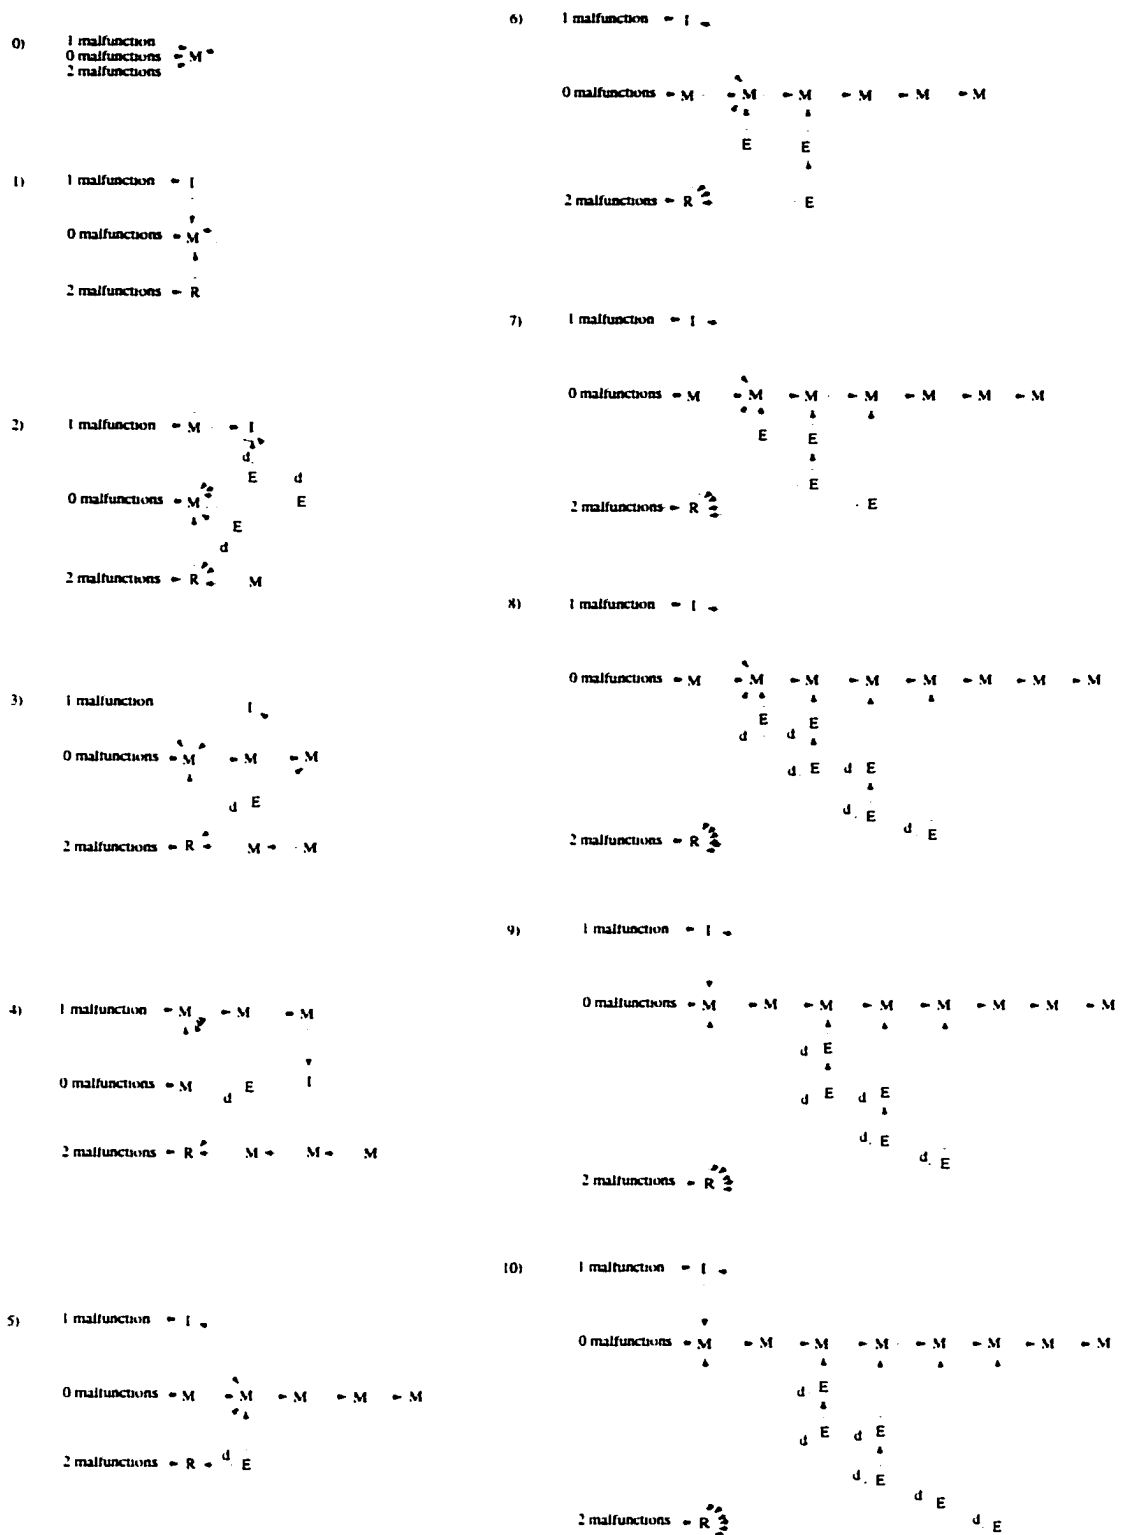 0)
1 malfunction
0 malfunctions M
2 malfunctions
1)
1 malfunction I
0 malfunctions M
2 malfunctions R
2)
1 malfunction M I
d
E d
0 malfunctions M E
E
d
2 malfunctions R M
3)
1 malfunction I
0 malfunctions M M M
d E
2 malfunctions R M M
4)
1 malfunction M M M
0 malfunctions M d E I
2 malfunctions R M M M
5)
1 malfunction I
0 malfunctions M M M M M
2 malfunctions R d E
6)
1 malfunction I
0 malfunctions M M M M M M
E E
2 malfunctions R E
7)
1 malfunction I
0 malfunctions M M M M M M M
E E
E
2 malfunctions R E
8)
1 malfunction I
0 malfunctions M M M M M M M M
E E
d d
d E d E
d E
d E
2 malfunctions R
9)
1 malfunction I
0 malfunctions M M M M M M M M
d E
d E d E
d E
d E
2 malfunctions R
10)
1 malfunction I
0 malfunctions M M M M M M M M
d E
d E d E
d E
d E
2 malfunctions R d E